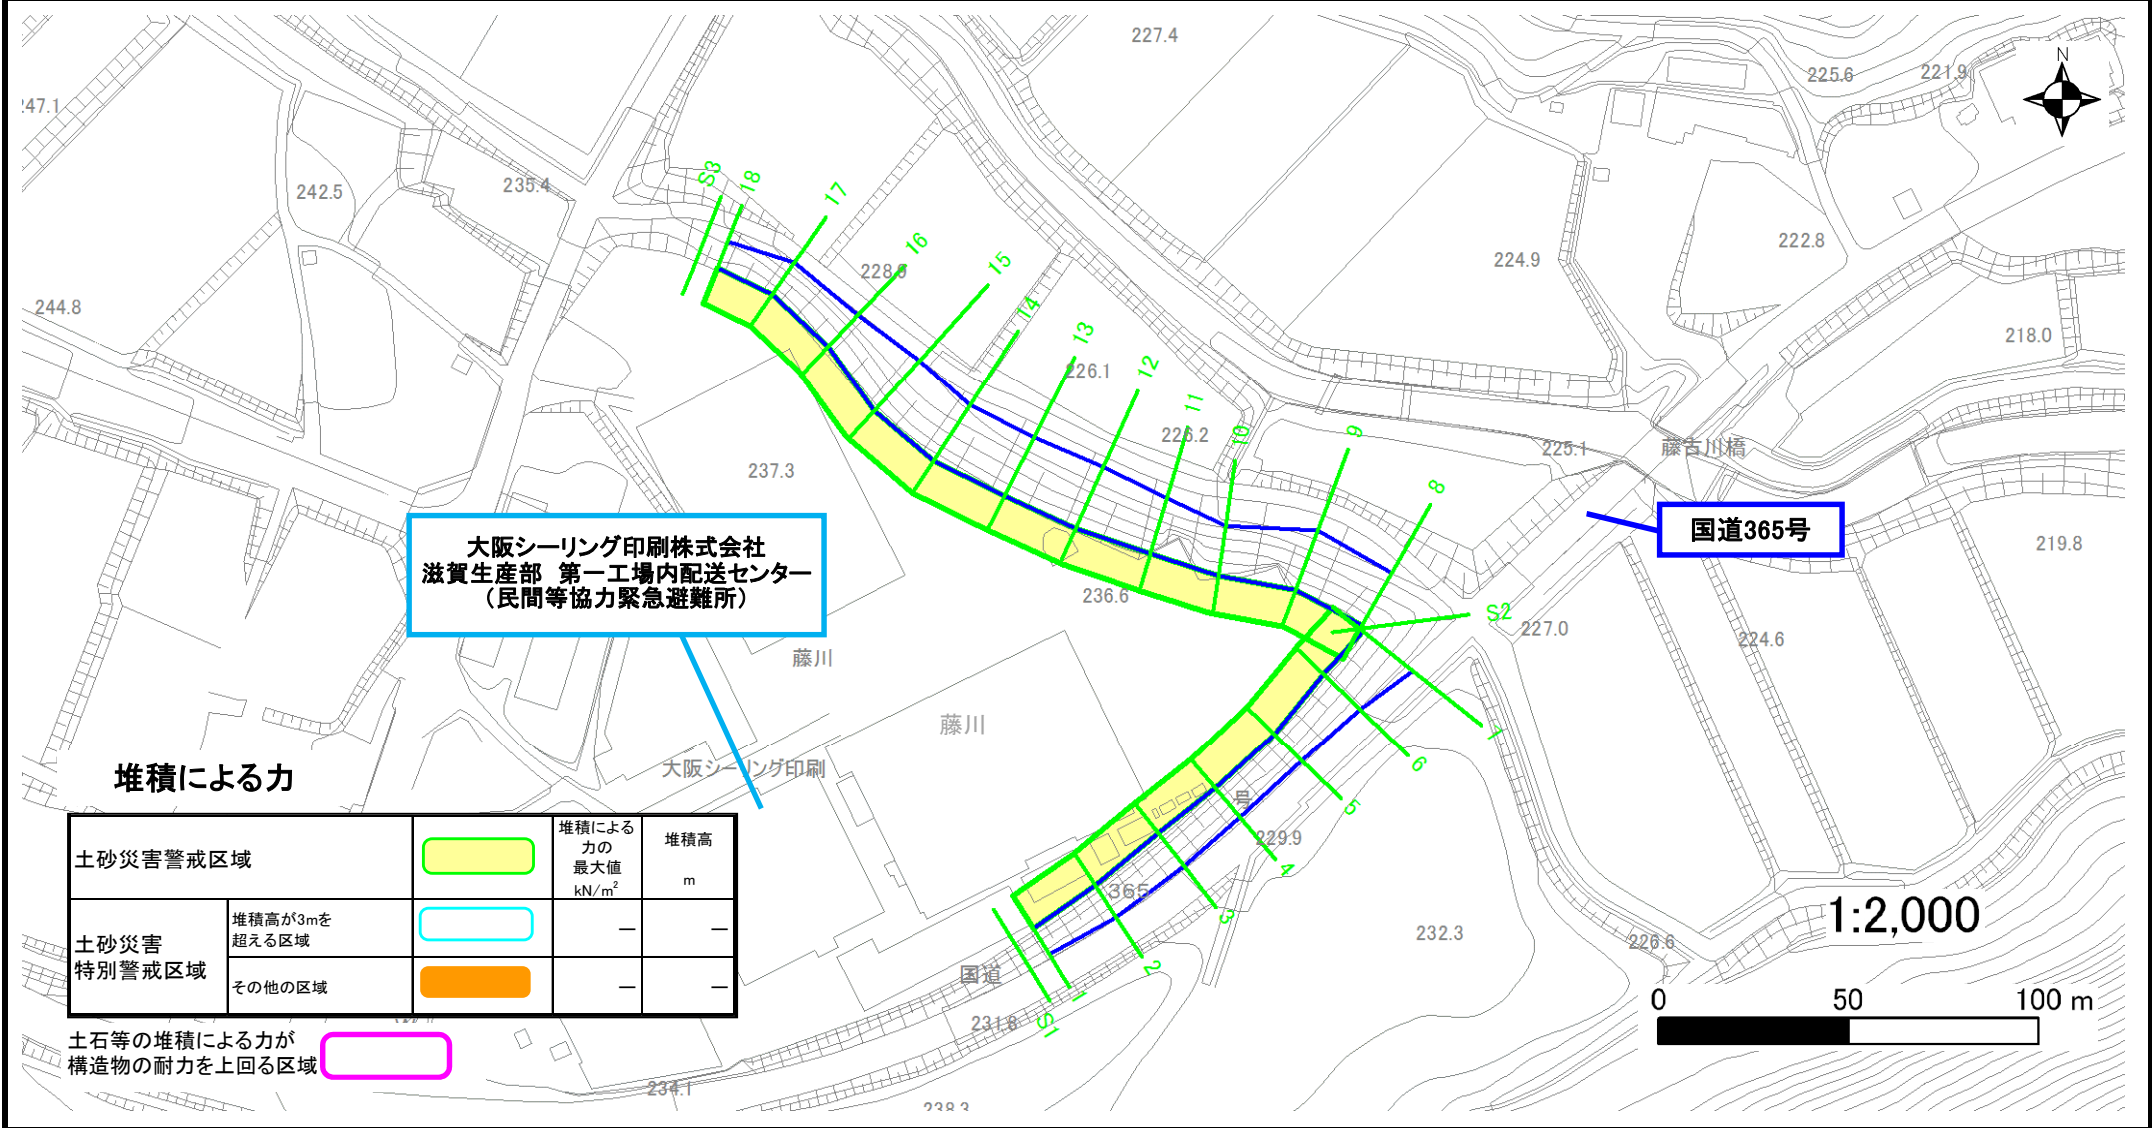 227.4
N
225.6
221.9
247.1
S3
18
17
235.4
242.5
16
15
228.9
222.8
224.9
244.8
14
13
12
226.1
218.0
11
10
9
226.2
225.1
藤古川橋
237.3
8
国道365号
大阪シーリング印刷株式会社
滋賀生産部 第一工場内配送センター
(民間等協力緊急避難所)
219.8
236.6
S2
227.0
224.6
藤川
藤川
7
6
大阪シーリング印刷
5
号
229.9
4
365
3
232.3
226.6
国道
2
1
231.8
S1
234.1
238.3
堆積による力
土砂災害警戒区域
堆積による
力の
最大値
kN/m²
堆積高
m
土砂災害
特別警戒区域
堆積高が3mを
超える区域
－
－
その他の区域
－
－
土石等の堆積による力が
構造物の耐力を上回る区域
1:2,000
0 50 100 m